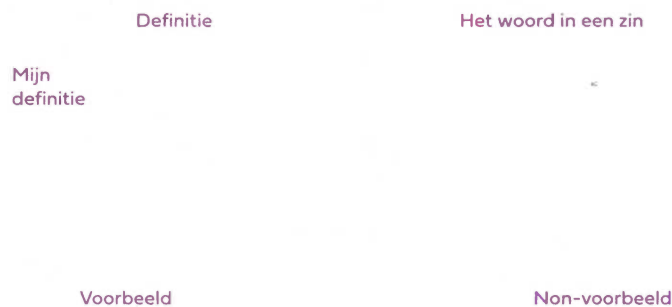 Definitie
Het woord in een zin
Mijn
definitie
Voorbeeld
Non-voorbeeld